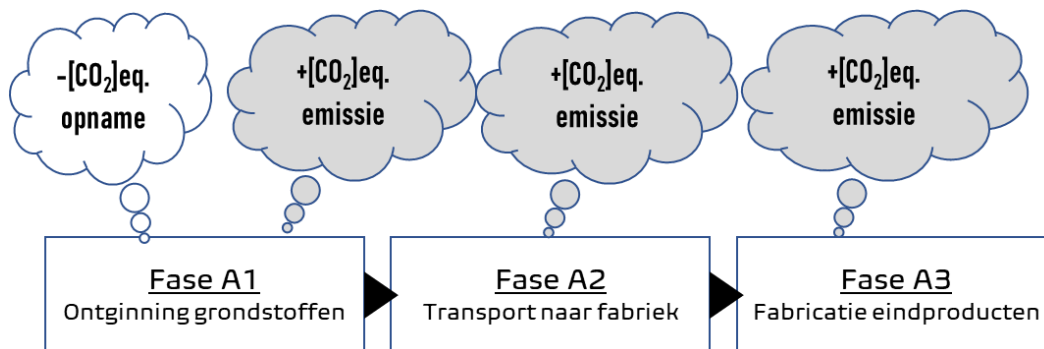 -[CO₂]eq.
opname
+[CO₂]eq.
emissie
+[CO₂]eq.
emissie
+[CO₂]eq.
emissie
Fase A1
Ontginning grondstoffen
Fase A2
Transport naar fabriek
Fase A3
Fabricatie eindproducten